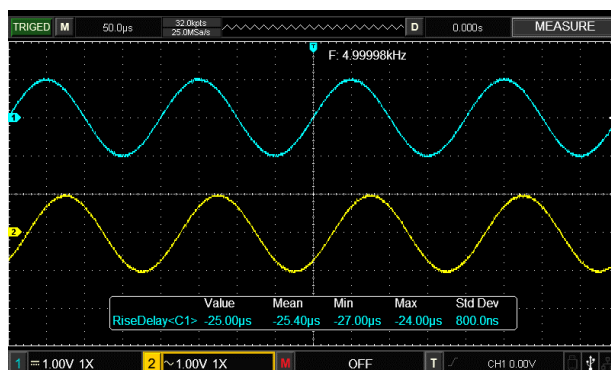 TRIGED M 50.0μs 32.0kpts D 0.000s MEASURE
25.0MSa/s
T
F: 4.99998kHz
1
2
Value Mean Min Max Std Dev
RiseDelay<C1> -25.00μs -25.40μs -27.00μs -24.00μs 800.0ns
1 1.00V 1X 2 1.00V 1X M OFF T CH1 0.00V